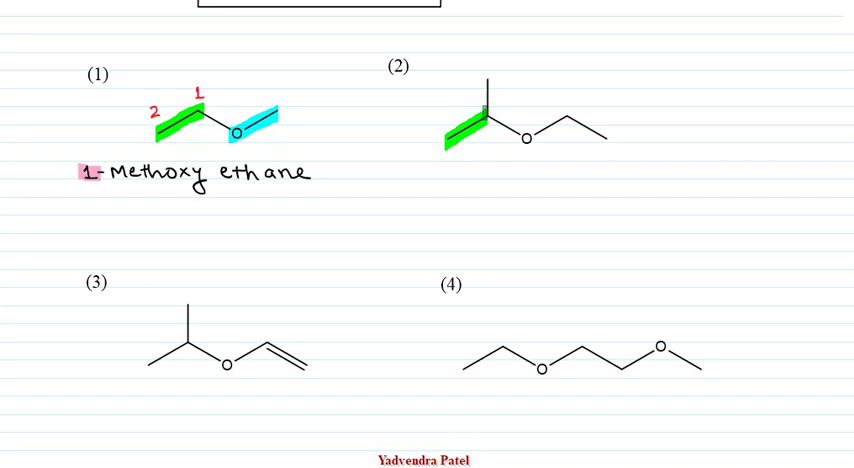 (1)
(2)
1
2
O
O
1-Methoxy ethane
(3)
(4)
O
O
O
Yadvendra Patel